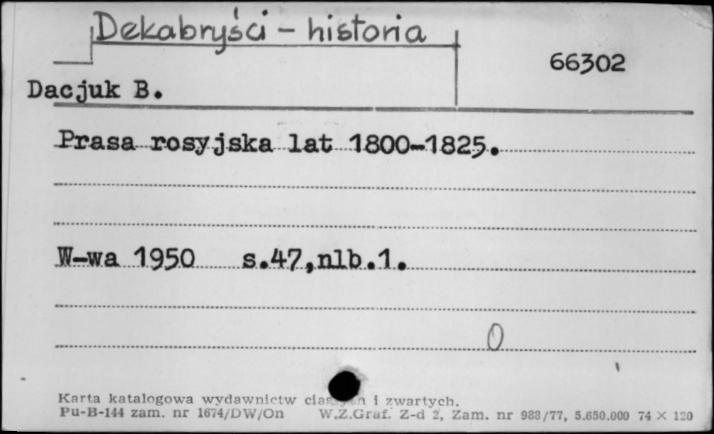 Dekabryści - historia
66302
Dacjuk B.
Prasa rosyjska lat 1800-1825.
W-wa 1950 s.47,nlb.1.
0
Karta katalogowa wydawnictw i zwartych.
Pu-B-144 zam. nr 1674/DW/On W.Z.Graf. Z-d 2, Zam. nr 988/77, 5.650.000 74 × 120